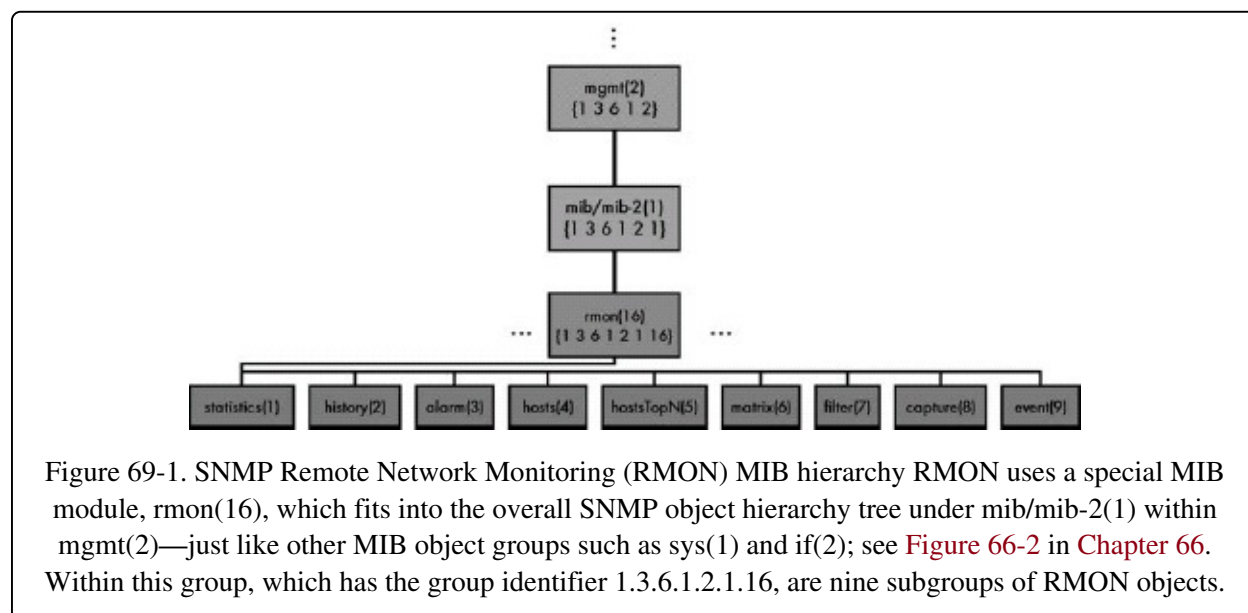 ⋮
mgmt(2)
{1 3 6 1 2}
mib/mib-2(1)
{1 3 6 1 2 1}
... rmon(16) ...
{1 3 6 1 2 1 16}
statistics(1) history(2) alarm(3) hosts(4) hostsTopN(5) matrix(6) filter(7) capture(8) event(9)
Figure 69-1. SNMP Remote Network Monitoring (RMON) MIB hierarchy RMON uses a special MIB
module, rmon(16), which fits into the overall SNMP object hierarchy tree under mib/mib-2(1) within
mgmt(2)—just like other MIB object groups such as sys(1) and if(2); see Figure 66-2 in Chapter 66.
Within this group, which has the group identifier 1.3.6.1.2.1.16, are nine subgroups of RMON objects.